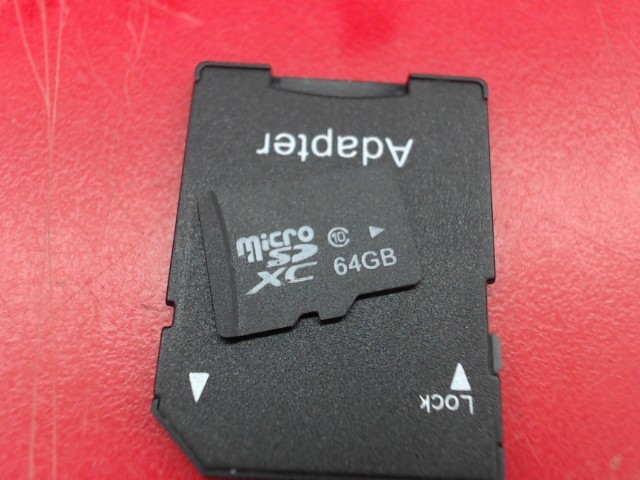 Adapter
micro
SD
XC
10
64GB
Lock